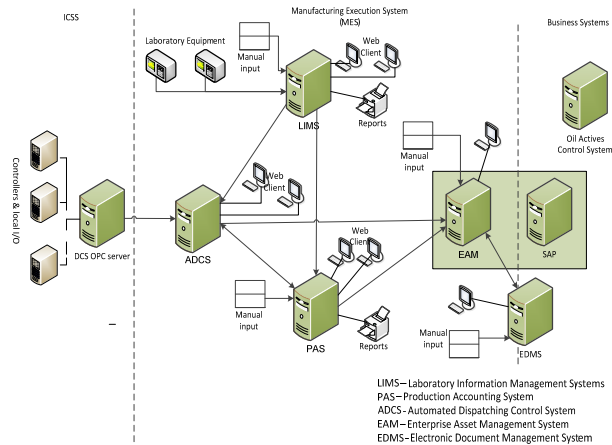 ICSS
Manufacturing Execution System
(MES)
Business Systems
Laboratory Equipment
Manual
input
Web
Client
LIMS
Reports
Oil Actives
Control System
Manual
input
Controllers & local I/O
DCS OPC server
Web
Client
ADCS
Web
Client
EAM
SAP
Manual
input
PAS
Reports
Manual
input
EDMS
LIMS – Laboratory Information Management Systems
PAS – Production Accounting System
ADCS - Automated Dispatching Control System
EAM – Enterprise Asset Management System
EDMS – Electronic Document Management System